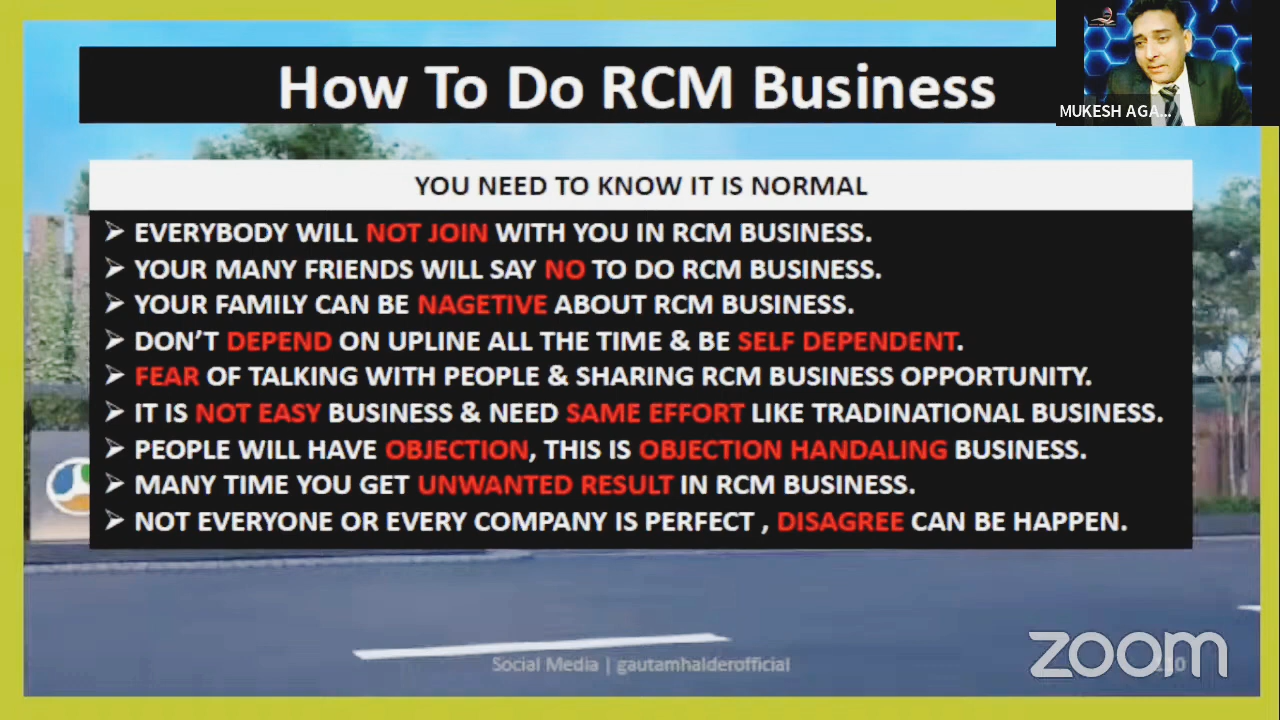 How To Do RCM Business
MUKESH AGA...
YOU NEED TO KNOW IT IS NORMAL
➢ EVERYBODY WILL NOT JOIN WITH YOU IN RCM BUSINESS.
➢ YOUR MANY FRIENDS WILL SAY NO TO DO RCM BUSINESS.
➢ YOUR FAMILY CAN BE NAGETIVE ABOUT RCM BUSINESS.
➢ DON'T DEPEND ON UPLINE ALL THE TIME & BE SELF DEPENDENT.
➢ FEAR OF TALKING WITH PEOPLE & SHARING RCM BUSINESS OPPORTUNITY.
➢ IT IS NOT EASY BUSINESS & NEED SAME EFFORT LIKE TRADINATIONAL BUSINESS.
➢ PEOPLE WILL HAVE OBJECTION, THIS IS OBJECTION HANDALING BUSINESS.
➢ MANY TIME YOU GET UNWANTED RESULT IN RCM BUSINESS.
➢ NOT EVERYONE OR EVERY COMPANY IS PERFECT , DISAGREE CAN BE HAPPEN.
Social Media | gautamhalderofficial
zoom